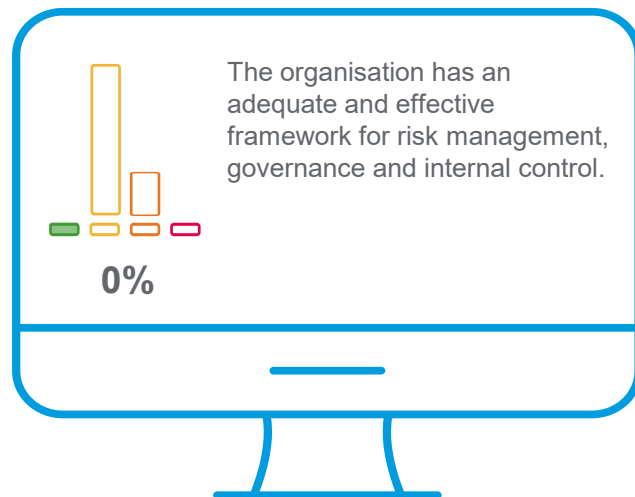 The organisation has an
adequate and effective
framework for risk management,
governance and internal control.
0%